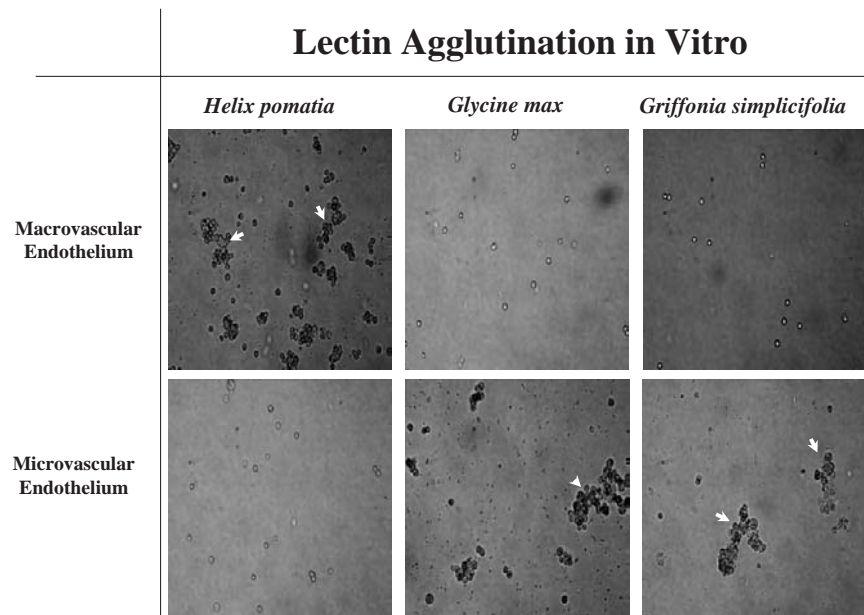 Lectin Agglutination in Vitro
Helix pomatia Glycine max Griffonia simplicifolia
Macrovascular
Endothelium
Microvascular
Endothelium